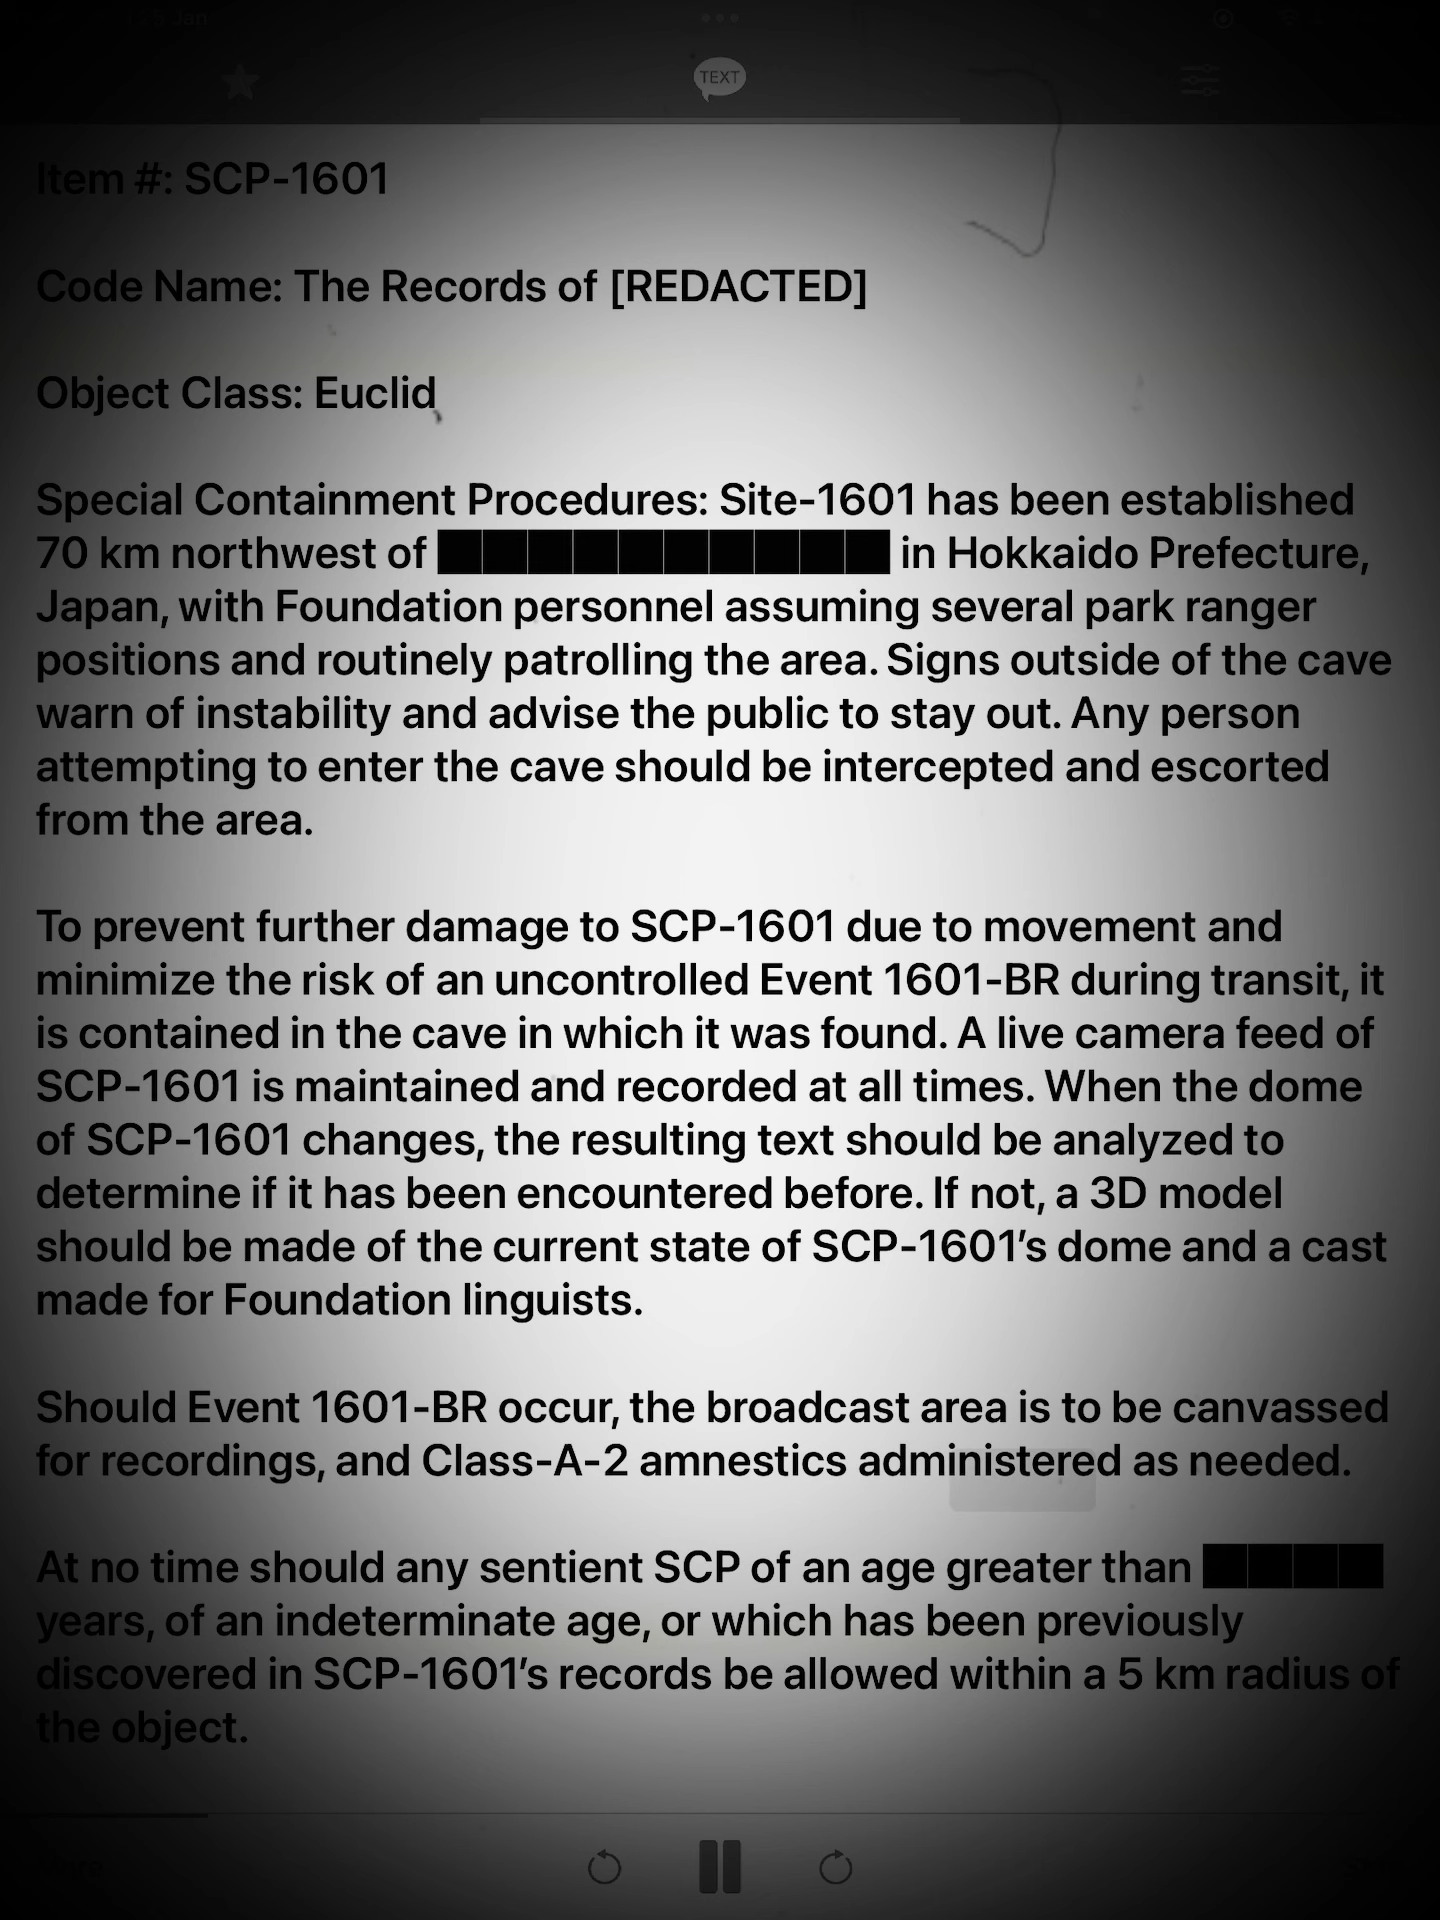 TEXT
Item #: SCP-1601
Code Name: The Records of [REDACTED]
Object Class: Euclid
Special Containment Procedures: Site-1601 has been established
70 km northwest of ██████████ in Hokkaido Prefecture,
Japan, with Foundation personnel assuming several park ranger
positions and routinely patrolling the area. Signs outside of the cave
warn of instability and advise the public to stay out. Any person
attempting to enter the cave should be intercepted and escorted
from the area.
To prevent further damage to SCP-1601 due to movement and
minimize the risk of an uncontrolled Event 1601-BR during transit, it
is contained in the cave in which it was found. A live camera feed of
SCP-1601 is maintained and recorded at all times. When the dome
of SCP-1601 changes, the resulting text should be analyzed to
determine if it has been encountered before. If not, a 3D model
should be made of the current state of SCP-1601’s dome and a cast
made for Foundation linguists.
Should Event 1601-BR occur, the broadcast area is to be canvassed
for recordings, and Class-A-2 amnestics administered as needed.
At no time should any sentient SCP of an age greater than ████
years, of an indeterminate age, or which has been previously
discovered in SCP-1601’s records be allowed within a 5 km radius of
the object.